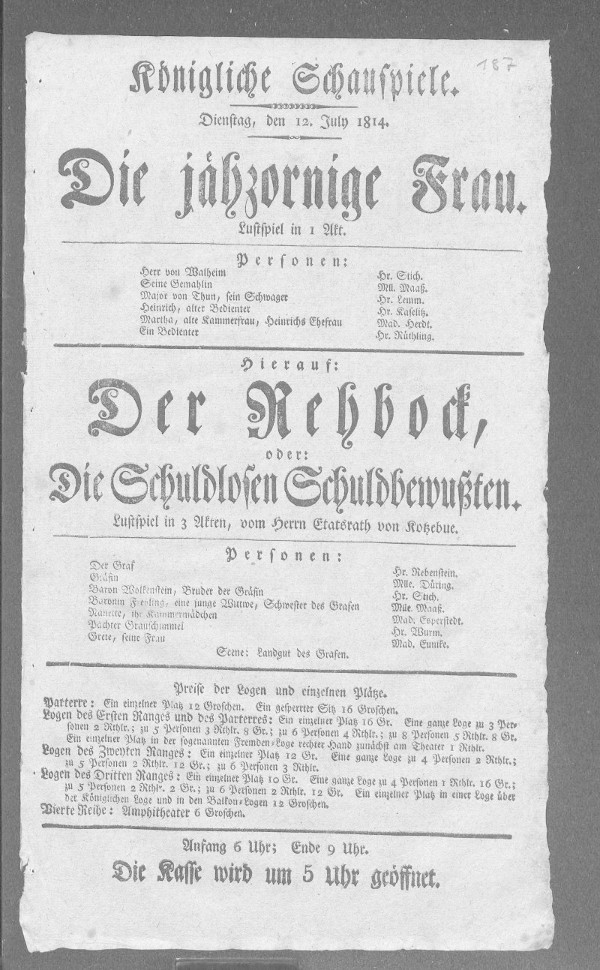 187
Königliche Schauspiele.
Dienstag, den 12. July 1814.
Die jähzornige Frau.
Lustspiel in 1 Akt.
Personen:
Herr von Walheim Hr. Stich.
Seine Gemahlin Mll. Maaß.
Major von Thun, sein Schwager Hr. Lemm.
Heinrich, alter Bedienter Hr. Kaselitz.
Martha, alte Kammerfrau, Heinrichs Ehefrau Mad. Herdt.
Ein Bedienter Hr. Rüthling.
Hierauf:
Der Rehbock,
oder:
Die Schuldlosen Schuldbewußten.
Lustspiel in 3 Akten, vom Herrn Etatsrath von Kotzebue.
Personen:
Der Graf Hr. Rebenstein.
Gräfin Mlle. Düring.
Baron Wolkenstein, Bruder der Gräfin Hr. Stich.
Baronin Freyling, eine junge Wittwe, Schwester des Grafen Mlle. Maaß.
Nanette, ihr Kammermädchen Mad. Esperstedt.
Pachter Grauschimmel Hr. Wurm.
Grete, seine Frau Mad. Eunike.
Scene: Landgut des Grafen.
Preise der Logen und einzelnen Plätze.
Parterre: Ein einzelner Platz 12 Groschen. Ein gesperrter Sitz 16 Groschen.
Logen des Ersten Ranges und des Parterres: Ein einzelner Platz 16 Gr. Eine ganze Loge zu 3 Per-
sonen 2 Rthlr.; zu 5 Personen 3 Rthlr. 8 Gr.; zu 6 Personen 4 Rthlr.; zu 8 Personen 5 Rthlr. 8 Gr.
Ein einzelner Platz in der sogenannten Fremden-Loge rechter Hand zunächst am Theater 1 Rthlr.
Logen des Zweyten Ranges: Ein einzelner Platz 12 Gr. Eine ganze Loge zu 4 Personen 2 Rthlr.;
zu 5 Personen 2 Rthlr. 12 Gr.; zu 6 Personen 3 Rthlr.
Logen des Dritten Ranges: Ein einzelner Platz 10 Gr. Eine ganze Loge zu 4 Personen 1 Rthlr. 16 Gr.;
zu 5 Personen 2 Rthlr. 2 Gr.; zu 6 Personen 2 Rthlr. 12 Gr. Ein einzelner Platz in einer Loge über
der Königlichen Loge und in den Balkon-Logen 12 Groschen.
Vierte Reihe: Amphitheater 6 Groschen.
Anfang 6 Uhr; Ende 9 Uhr.
Die Kasse wird um 5 Uhr geöffnet.